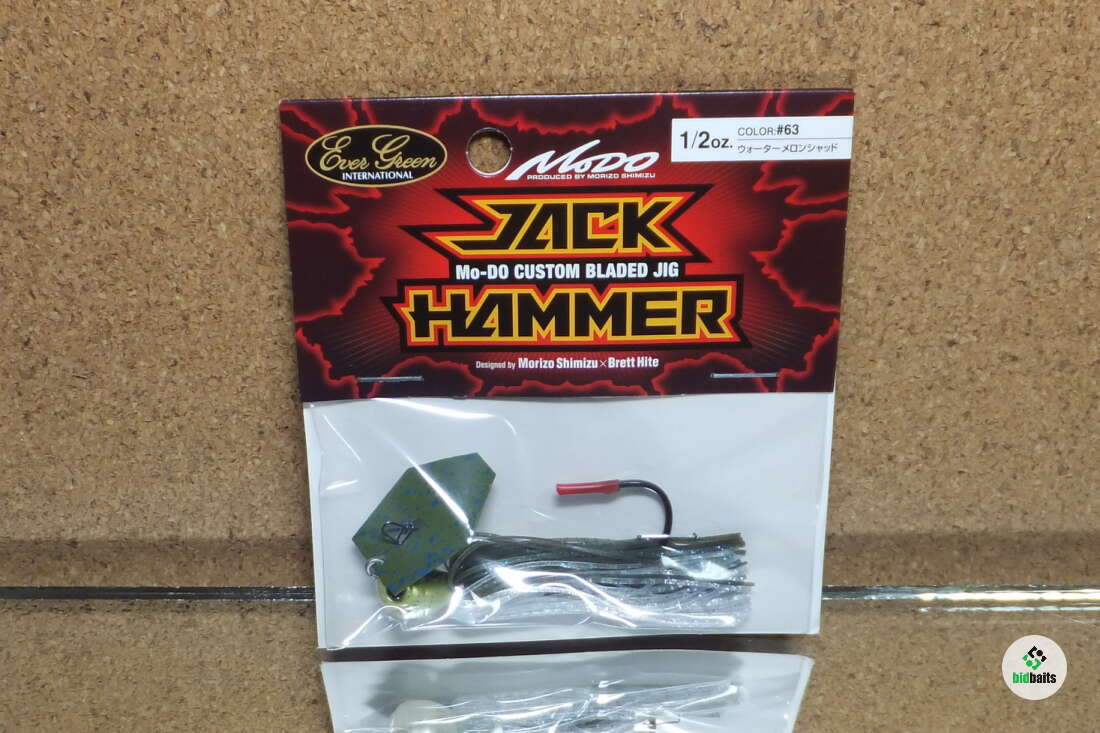 Ever Green
INTERNATIONAL
MoDO
PRODUCED BY MORIZO SHIMIZU
1/2oz.
COLOR:#63
ウォーターメロンシャッド
JACK
Mo-DO CUSTOM BLADED JIG
HAMMER
Designed by Morizo Shimizu×Brett Hite
bidbaits